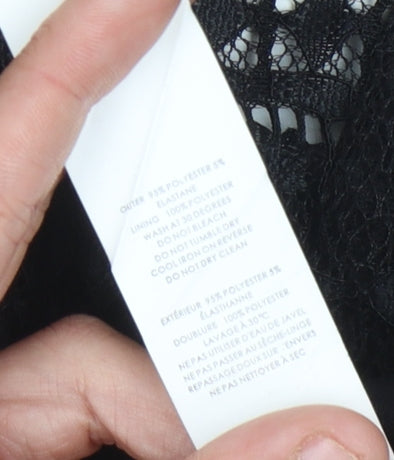 OUTER 95% POLYESTER 5%
ELASTANE
LINING 100% POLYESTER
WASH AT 30 DEGREES
DO NOT BLEACH
DO NOT TUMBLE DRY
COOL IRON ON REVERSE
DO NOT DRY CLEAN
EXTÉRIEUR 95% POLYESTER 5%
ÉLASTHANNE
DOUBLURE 100% POLYESTER
LAVAGE À 30°C
NE PAS UTILISER D'EAU DE JAVEL
NE PAS PASSER AU SÈCHE-LINGE
REPASSAGE DOUX SUR L'ENVERS
NE PAS NETTOYER À SEC